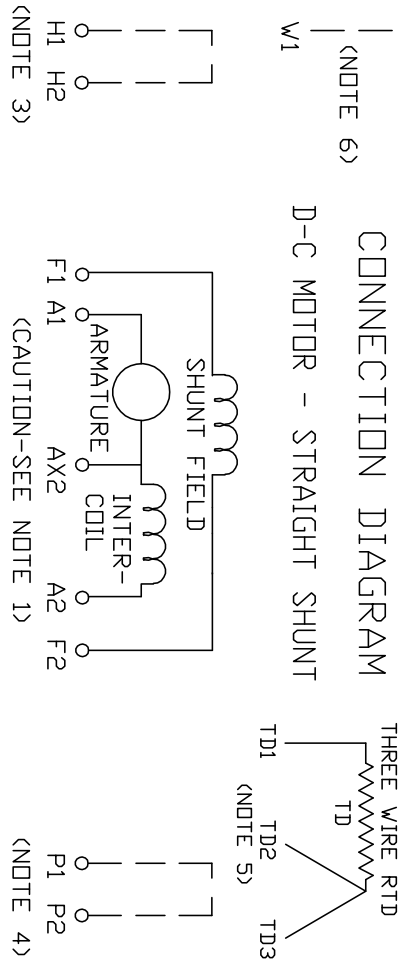 CONNECTION DIAGRAM
D-C MOTOR - STRAIGHT SHUNT
W1
(NOTE 6)
H1 H2
(NOTE 3)
SHUNT FIELD
ARMATURE
INTER-
COIL
F1 A1 AX2 A2 F2
(CAUTION-SEE NOTE 1)
THREE WIRE RTD
TD
TD1 TD2 TD3
(NOTE 5)
P1 P2
(NOTE 4)